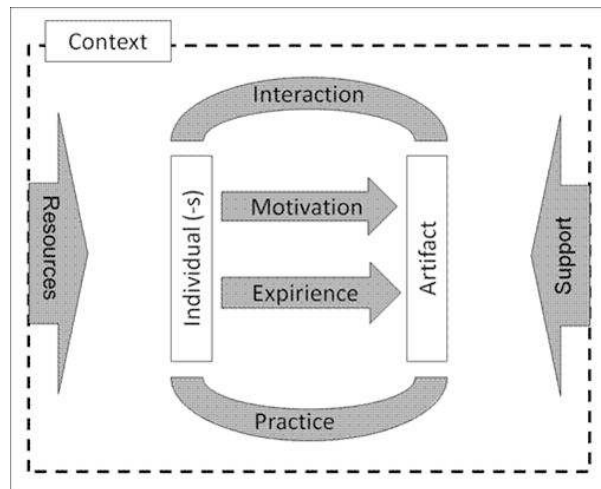 Context
Interaction
Resources
Individual (-s)
Motivation
Expirience
Artifact
Support
Practice